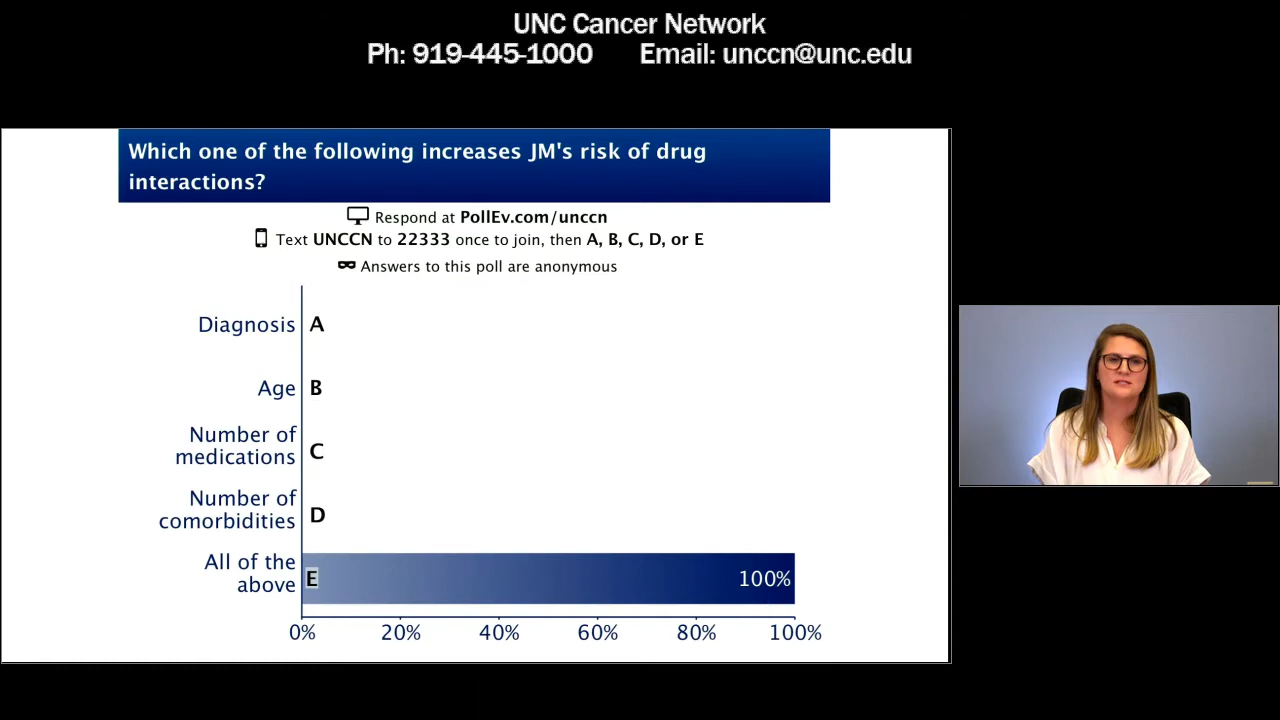 UNC Cancer Network
Ph: 919-445-1000 Email: unccn@unc.edu
Which one of the following increases JM's risk of drug
interactions?
Respond at PollEv.com/unccn
Text UNCCN to 22333 once to join, then A, B, C, D, or E
Answers to this poll are anonymous
Diagnosis A
Age B
Number of
medications C
Number of
comorbidities D
All of the
above E 100%
0% 20% 40% 60% 80% 100%